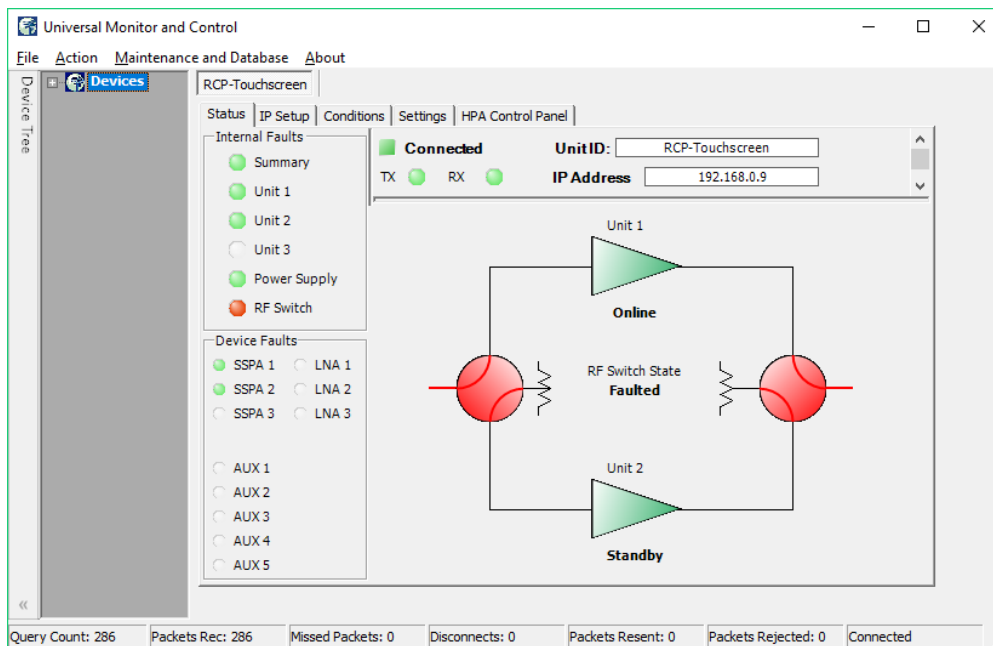 Universal Monitor and Control
File Action Maintenance and Database About
Device Tree
Devices
RCP-Touchscreen
Status IP Setup Conditions Settings HPA Control Panel
Internal Faults
Summary
Unit 1
Unit 2
Unit 3
Power Supply
RF Switch
Device Faults
SSPA 1 LNA 1
SSPA 2 LNA 2
SSPA 3 LNA 3
AUX 1
AUX 2
AUX 3
AUX 4
AUX 5
Connected Unit ID: RCP-Touchscreen
TX RX IP Address 192.168.0.9
Unit 1
Online
RF Switch State
Faulted
Unit 2
Standby
Query Count: 286 Packets Rec: 286 Missed Packets: 0 Disconnects: 0 Packets Resent: 0 Packets Rejected: 0 Connected